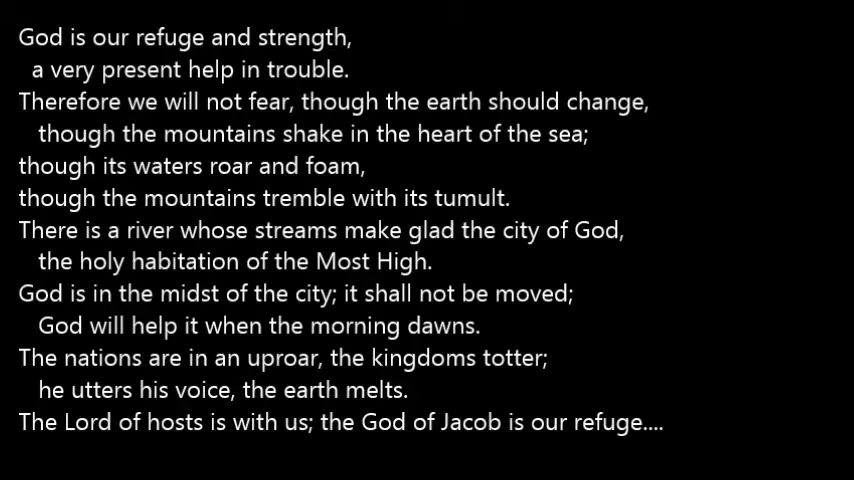 God is our refuge and strength,
a very present help in trouble.
Therefore we will not fear, though the earth should change,
though the mountains shake in the heart of the sea;
though its waters roar and foam,
though the mountains tremble with its tumult.
There is a river whose streams make glad the city of God,
the holy habitation of the Most High.
God is in the midst of the city; it shall not be moved;
God will help it when the morning dawns.
The nations are in an uproar, the kingdoms totter;
he utters his voice, the earth melts.
The Lord of hosts is with us; the God of Jacob is our refuge....